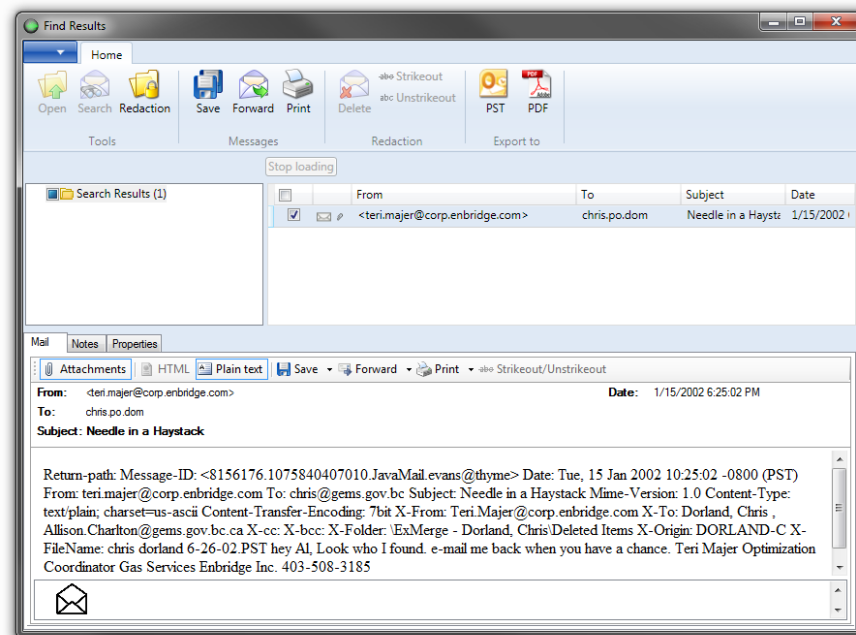 Find Results
Home
Open Search Redaction Save Forward Print Delete abc Strikeout abc Unstrikeout PST PDF
Tools Messages Redaction Export to
Stop loading
Search Results (1)
From To Subject Date
<teri.majer@corp.enbridge.com> chris.po.dom Needle in a Haysta 1/15/2002
Mail Notes Properties
Attachments HTML Plain text Save Forward Print abc Strikeout/Unstrikeout
From: <teri.majer@corp.enbridge.com> Date: 1/15/2002 6:25:02 PM
To: chris.po.dom
Subject: Needle in a Haystack
Return-path: Message-ID: <8156176.1075840407010.JavaMail.evans@thyme> Date: Tue, 15 Jan 2002 10:25:02 -0800 (PST)
From: teri.majer@corp.enbridge.com To: chris@gems.gov.bc Subject: Needle in a Haystack Mime-Version: 1.0 Content-Type:
text/plain; charset=us-ascii Content-Transfer-Encoding: 7bit X-From: Teri.Majer@corp.enbridge.com X-To: Dorland, Chris ,
Allison.Charlton@gems.gov.bc.ca X-cc: X-bcc: X-Folder: \ExMerge - Dorland, Chris\Deleted Items X-Origin: DORLAND-C X-
FileName: chris dorland 6-26-02.PST hey Al, Look who I found. e-mail me back when you have a chance. Teri Majer Optimization
Coordinator Gas Services Enbridge Inc. 403-508-3185